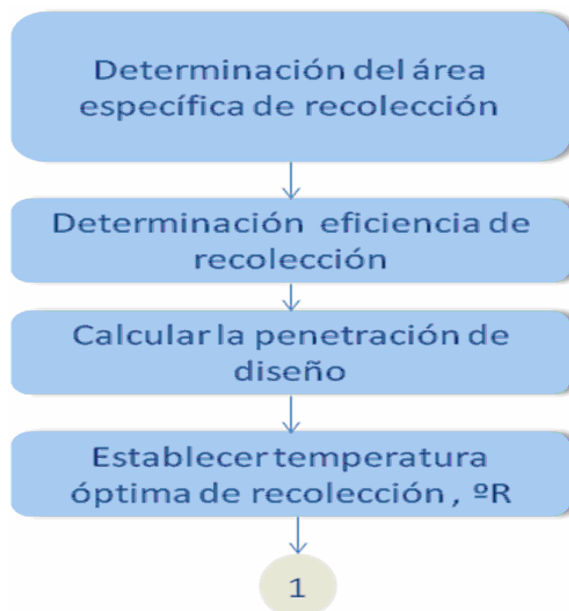 Determinación del área
específica de recolección
Determinación eficiencia de
recolección
Calcular la penetración de
diseño
Establecer temperatura
óptima de recolección , ºR
1